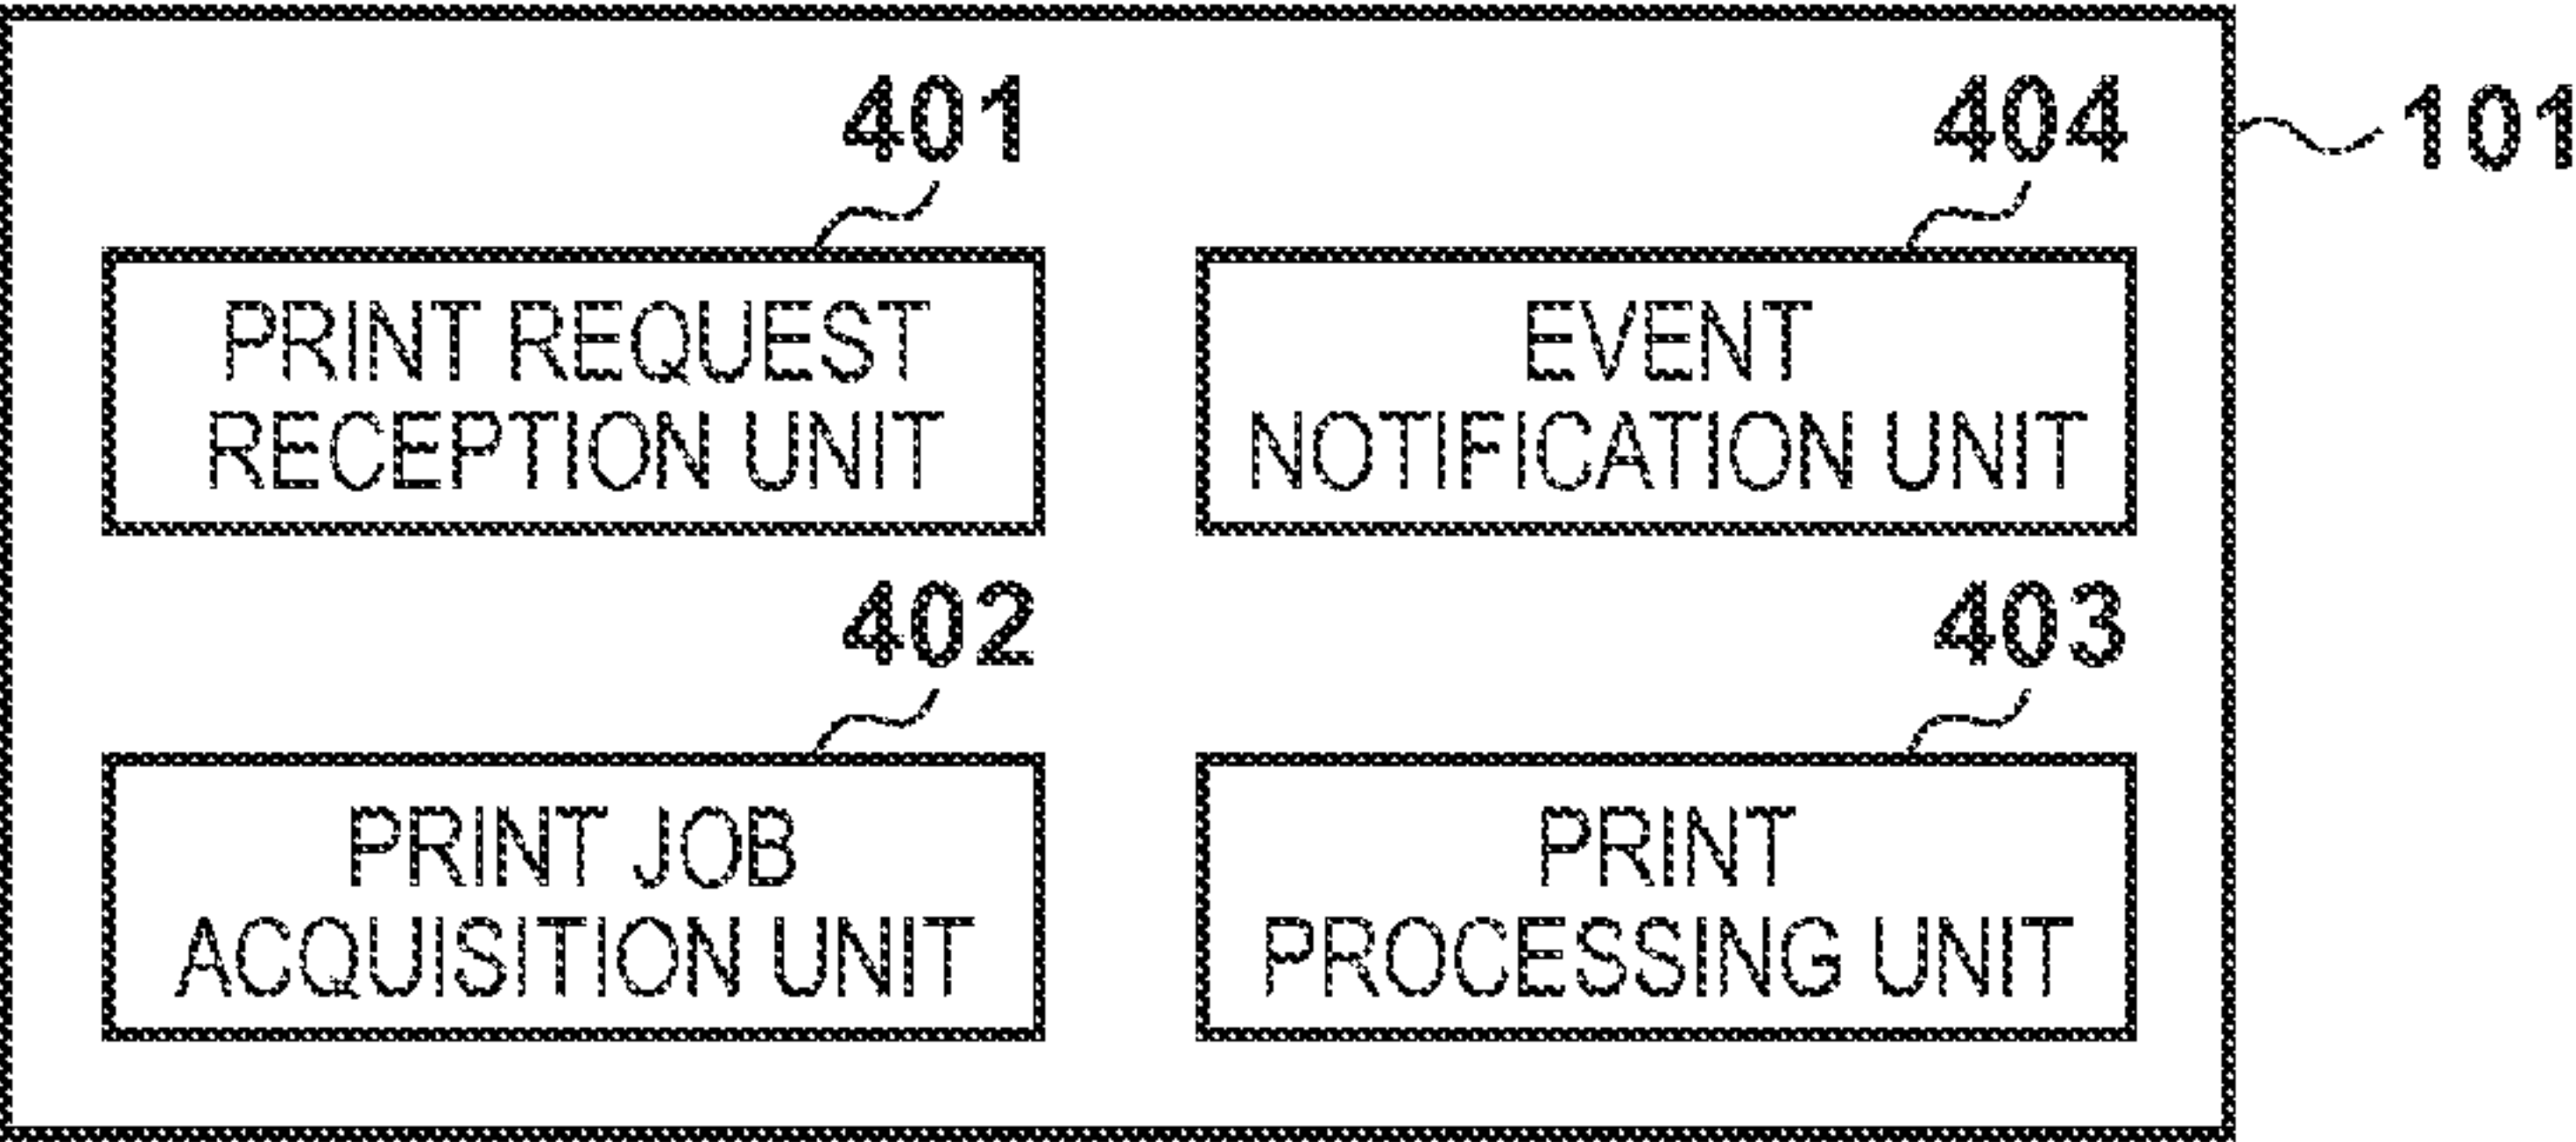 401
404
101
PRINT REQUEST
RECEPTION UNIT
EVENT
NOTIFICATION UNIT
402
403
PRINT JOB
ACQUISITION UNIT
PRINT
PROCESSING UNIT